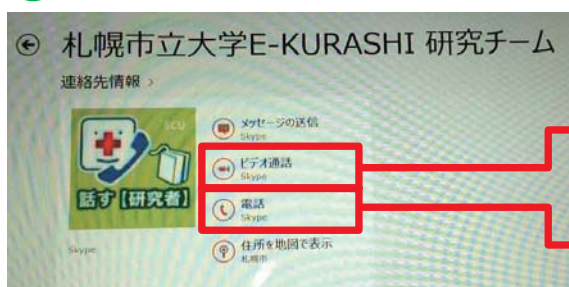 札幌市立大学E-KURASHI 研究チーム
連絡先情報 >
SCU
話す【研究者】
Skype
メッセージの送信
Skype
ビデオ通話
Skype
電話
Skype
住所を地図で表示
札幌市